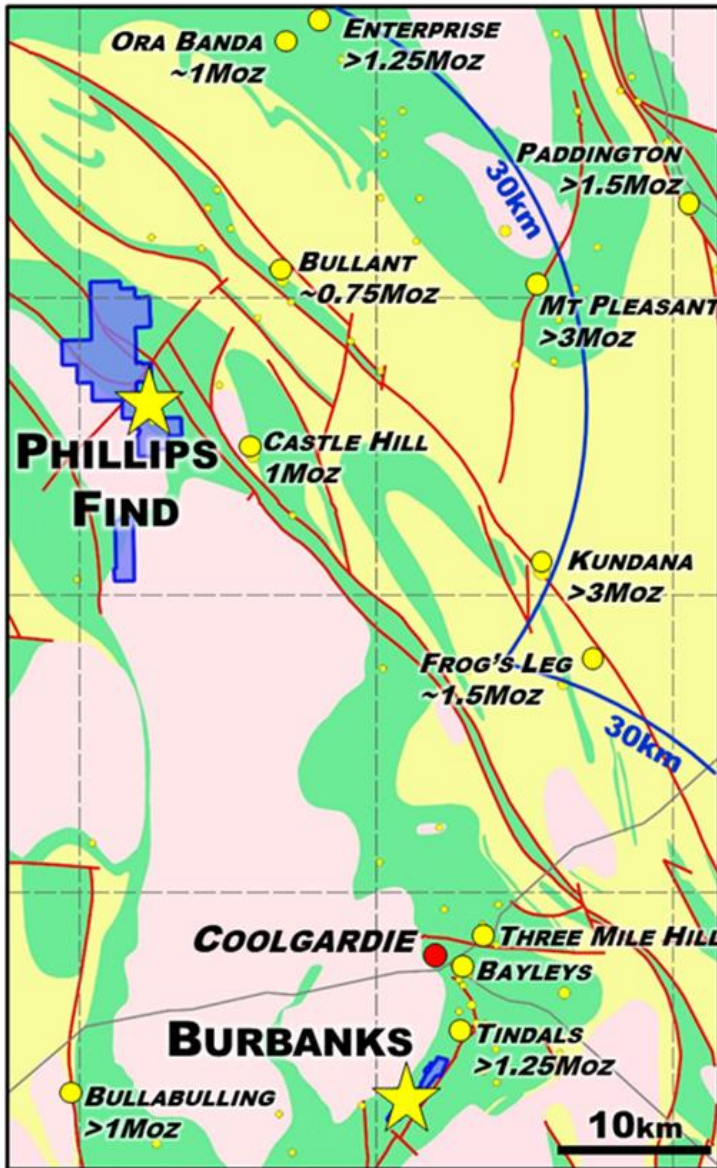 ORA BANDA
~1MOZ
ENTERPRISE
>1.25MOZ
PADDINGTON
>1.5MOZ
30km
BULLANT
~0.75MOZ
MT PLEASANT
>3MOZ
PHILLIPS
FIND
CASTLE HILL
1MOZ
KUNDANA
>3MOZ
FROG'S LEG
~1.5MOZ
30km
COOLGARDIE
THREE MILE HILL
BAYLEYS
BURBANKS
TINDALS
>1.25MOZ
BULLABULLING
>1MOZ
10KM